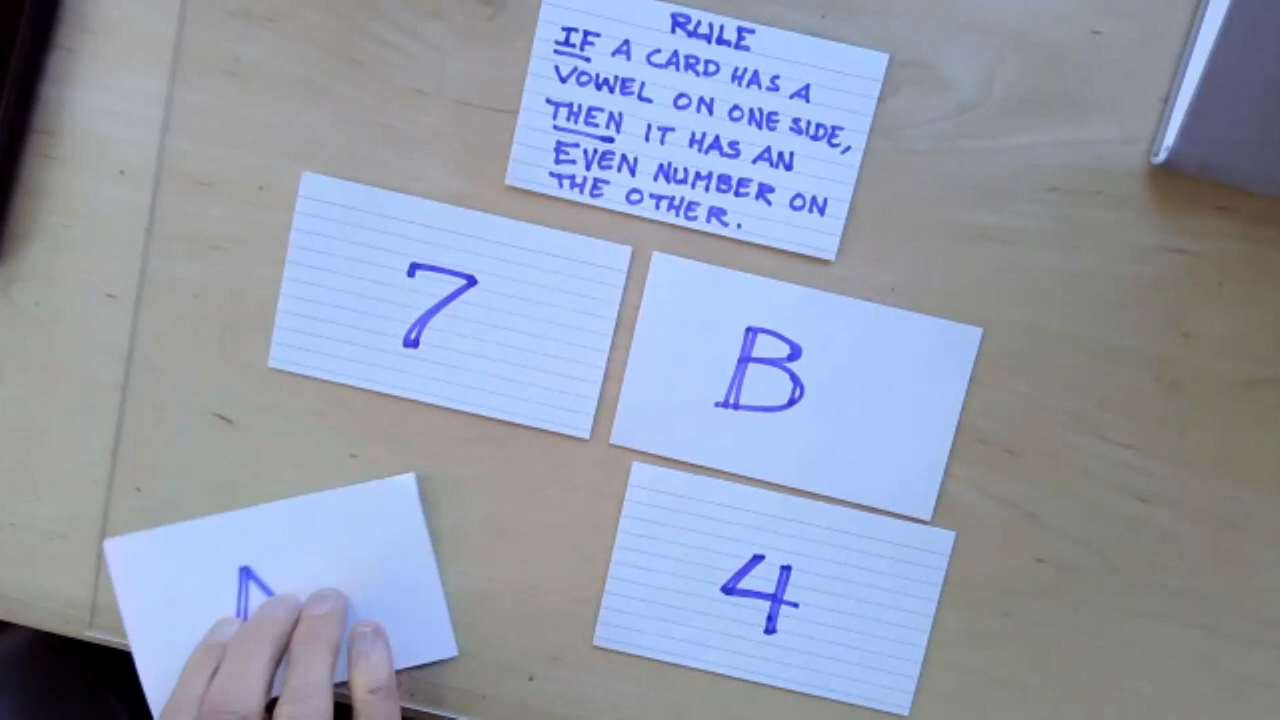 RULE
IF A CARD HAS A
VOWEL ON ONE SIDE,
THEN IT HAS AN
EVEN NUMBER ON
THE OTHER.
7
B
4